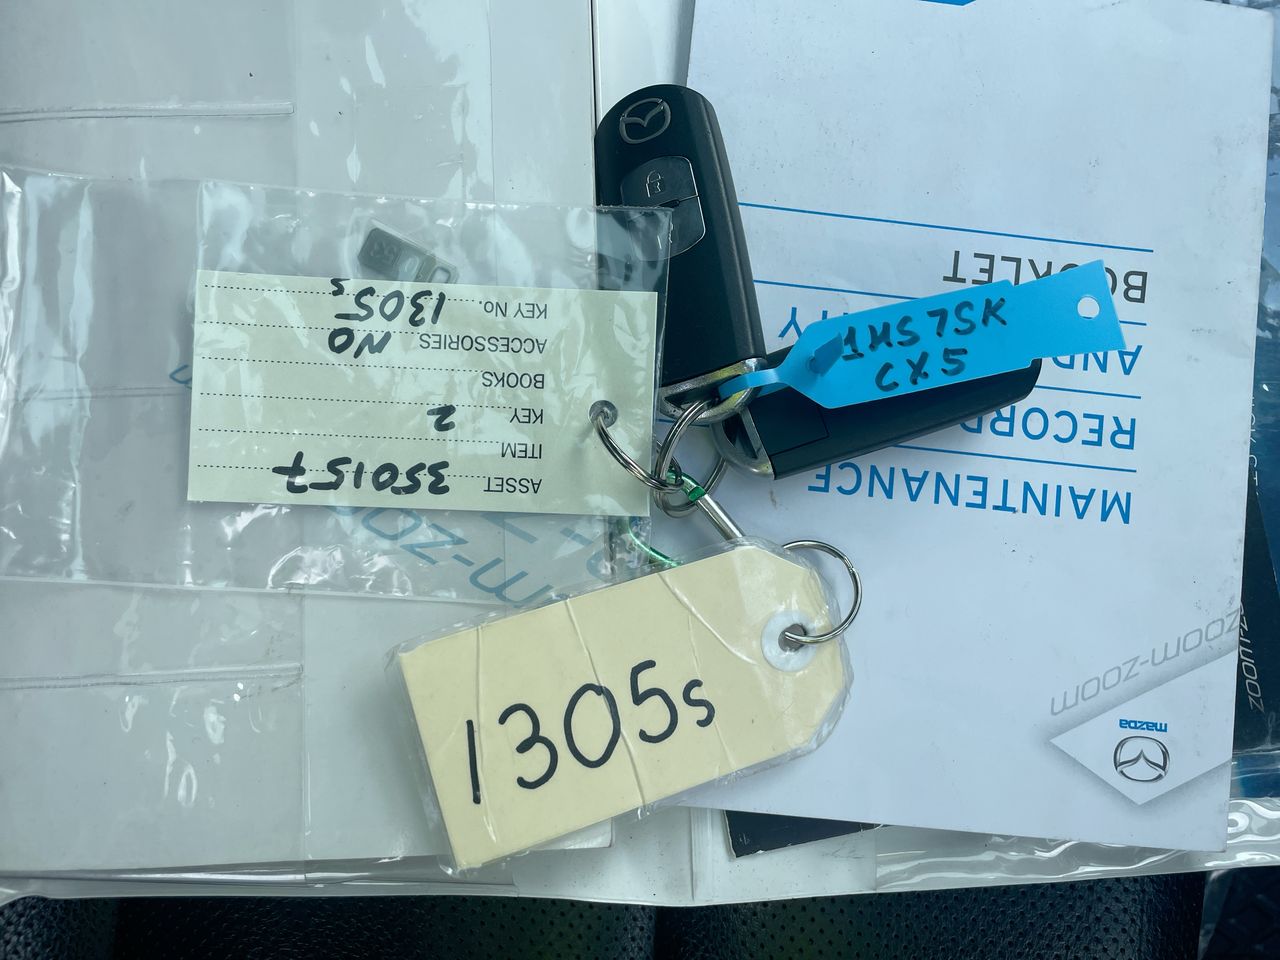 KEY No. 1305s
ACCESSORIES NO
BOOKS
KEY 2
ITEM
ASSET 350157
1HS7SK
CX5
1305s
MAINTENANCE
RECORD
AND
BOOKLET
zoom-zoom
mazda